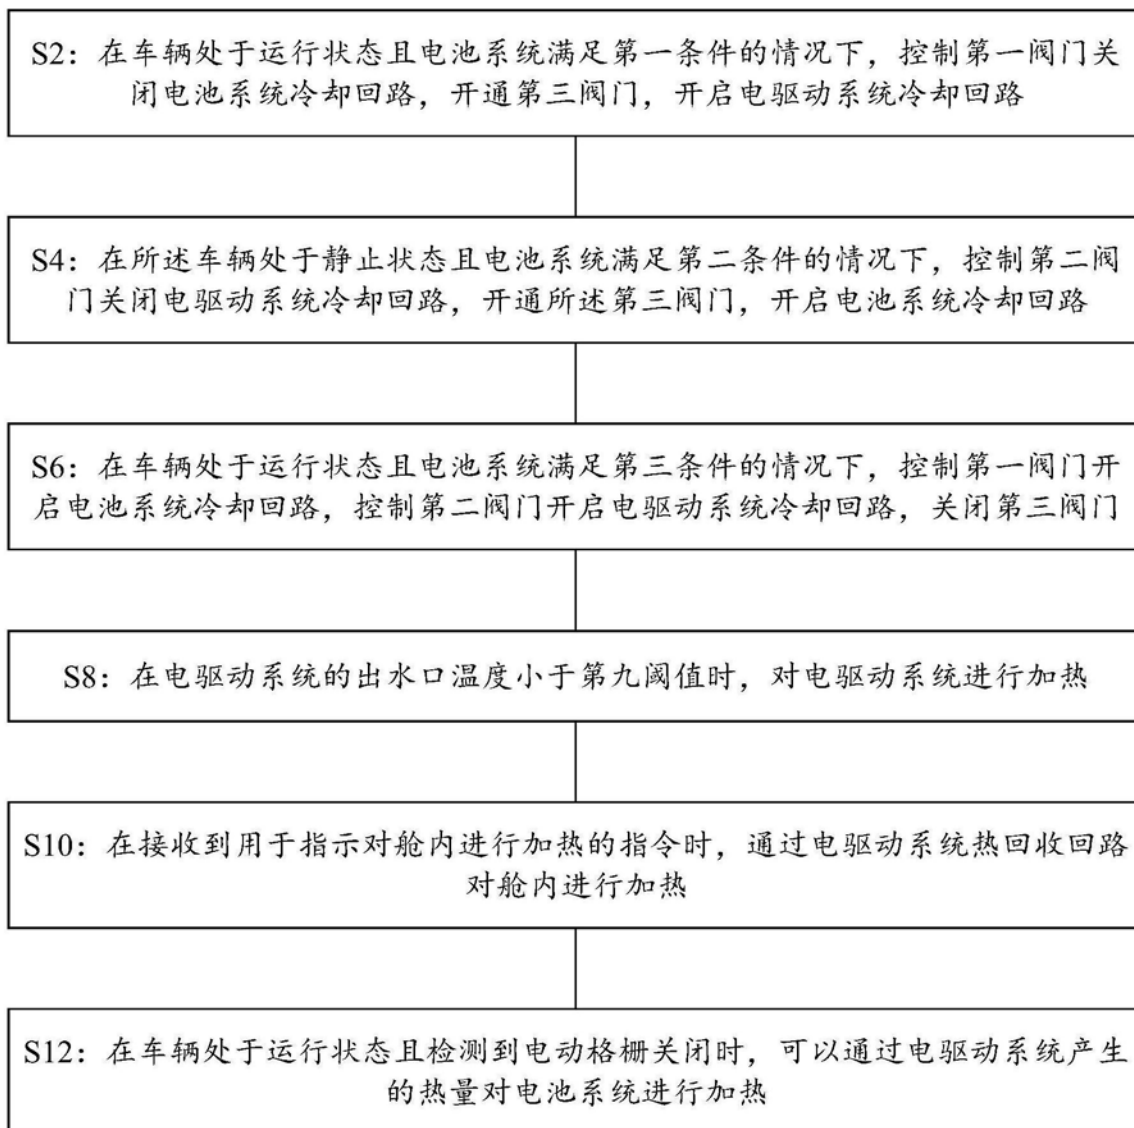 S2：在车辆处于运行状态且电池系统满足第一条件的情况下，控制第一阀门关
闭电池系统冷却回路，开通第三阀门，开启电驱动系统冷却回路
S4：在所述车辆处于静止状态且电池系统满足第二条件的情况下，控制第二阀
门关闭电驱动系统冷却回路，开通所述第三阀门，开启电池系统冷却回路
S6：在车辆处于运行状态且电池系统满足第三条件的情况下，控制第一阀门开
启电池系统冷却回路，控制第二阀门开启电驱动系统冷却回路，关闭第三阀门
S8：在电驱动系统的出水口温度小于第九阈值时，对电驱动系统进行加热
S10：在接收到用于指示对舱内进行加热的指令时，通过电驱动系统热回收回路
对舱内进行加热
S12：在车辆处于运行状态且检测到电动格栅关闭时，可以通过电驱动系统产生
的热量对电池系统进行加热